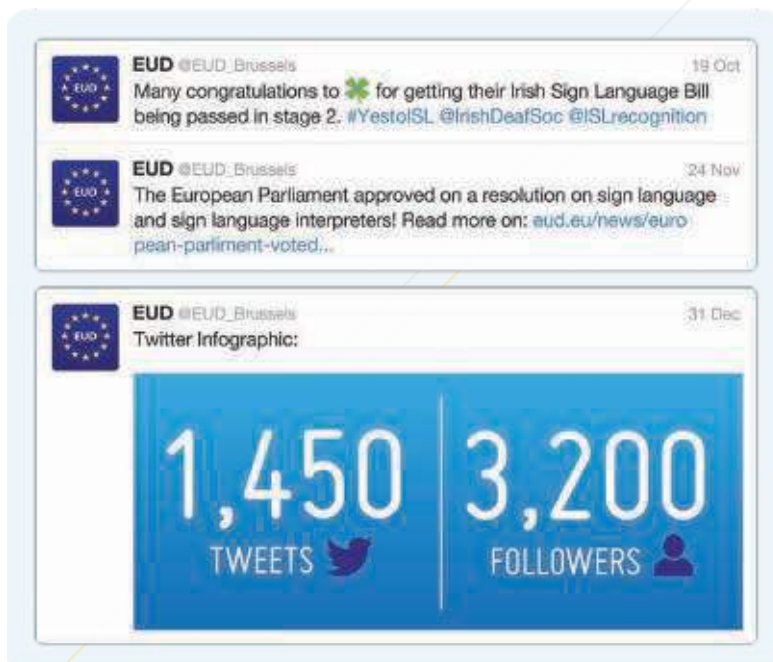 EUD @EUD_Brussels 19 Oct
EUD
Many congratulations to 🍀 for getting their Irish Sign Language Bill
being passed in stage 2. #YestoISL @IrishDeafSoc @ISLrecognition
EUD @EUD_Brussels 24 Nov
EUD
The European Parliament approved on a resolution on sign language
and sign language interpreters! Read more on: eud.eu/news/euro
pean-parliment-voted...
EUD @EUD_Brussels 31 Dec
EUD
Twitter Infographic:
1,450 3,200
TWEETS FOLLOWERS